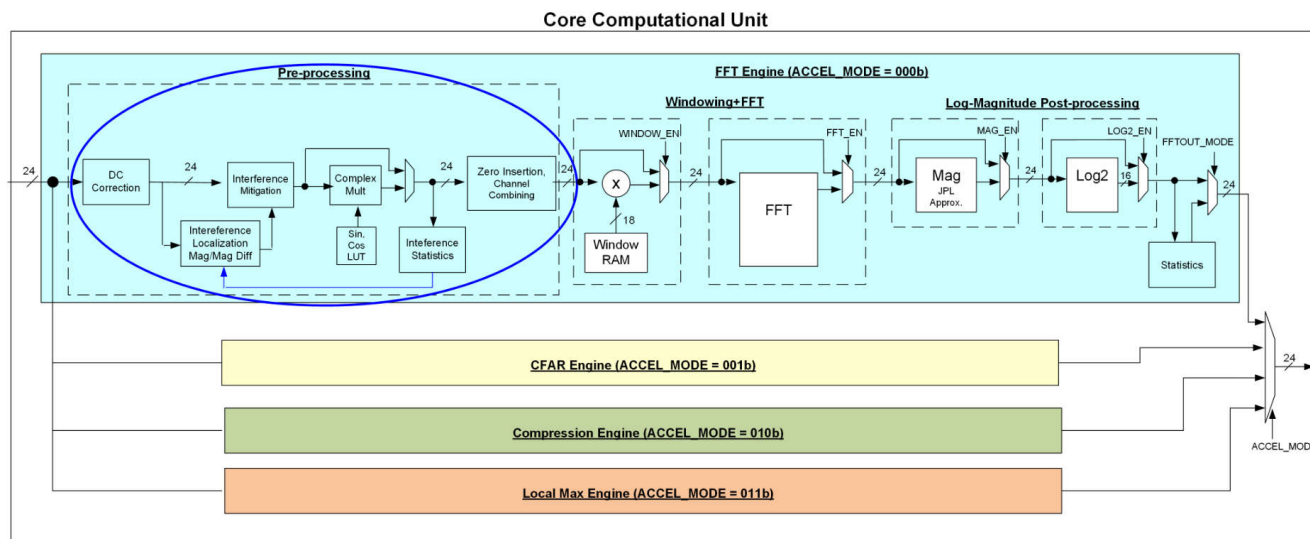 Core Computational Unit
FFT Engine (ACCEL_MODE = 000b)
Pre-processing
Windowing+FFT
Log-Magnitude Post-processing
WINDOW_EN
FFT_EN
MAG_EN
LOG2_EN
FFTOUT_MODE
24
DC
Correction
24
Interference
Mitigation
Complex
Mult
24
Zero Insertion,
Channel
Combining
24
X
24
FFT
24
Mag
JPL
Approx.
24
Log2
16
24
Intereference
Localization
Mag/Mag Diff
Sin,
Cos
LUT
Inteference
Statistics
18
Window
RAM
Statistics
CFAR Engine (ACCEL_MODE = 001b)
24
Compression Engine (ACCEL_MODE = 010b)
ACCEL_MOD
Local Max Engine (ACCEL_MODE = 011b)